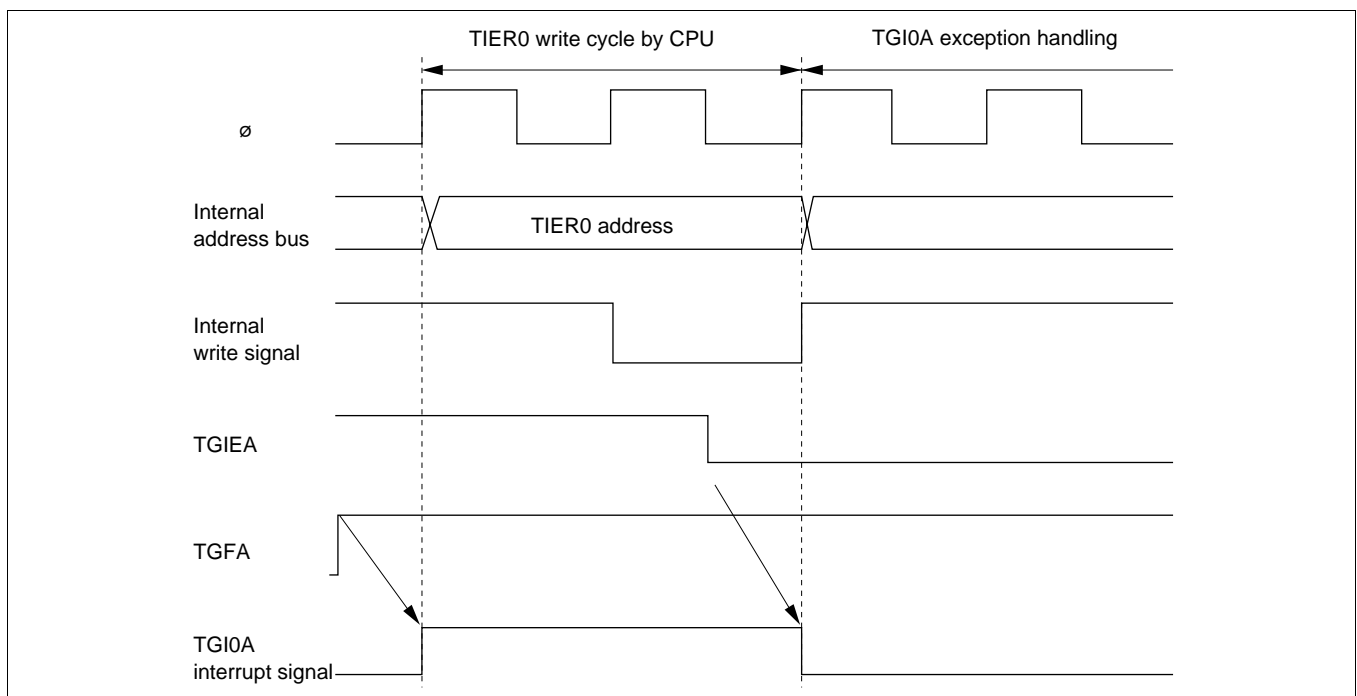 TIER0 write cycle by CPU
TGI0A exception handling
ø
Internal
address bus
TIER0 address
Internal
write signal
TGIEA
TGFA
TGI0A
interrupt signal